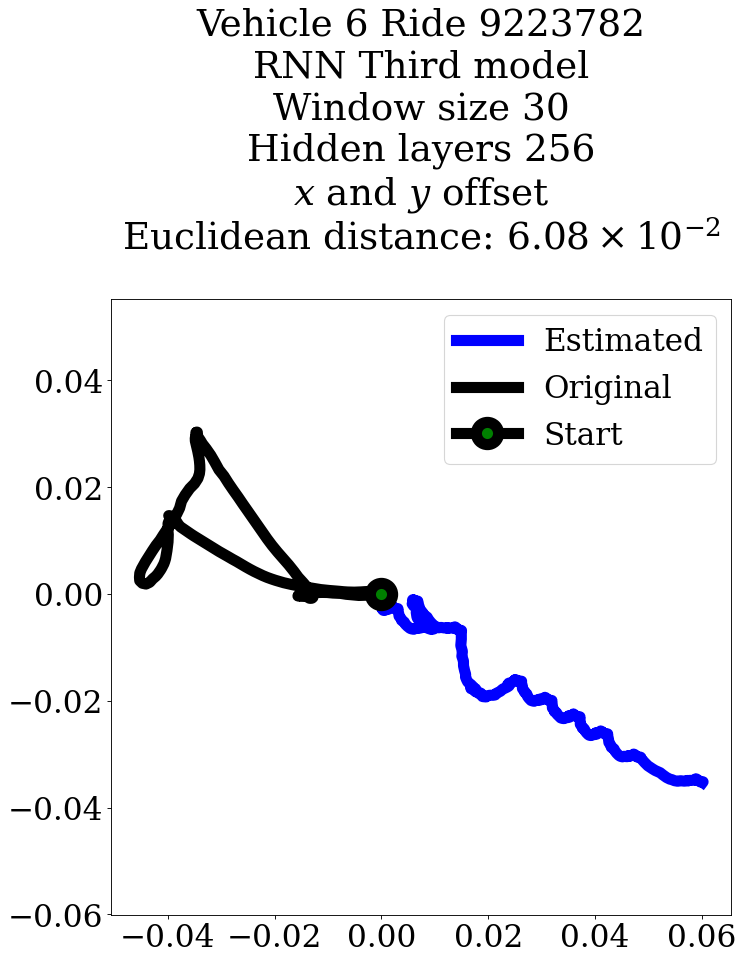 Vehicle 6 Ride 9223782
RNN Third model
Window size 30
Hidden layers 256
x and y offset
Euclidean distance: 6.08 × 10⁻²
Estimated
Original
Start
0.04
0.02
0.00
−0.02
−0.04
−0.06
−0.04 −0.02 0.00 0.02 0.04 0.06